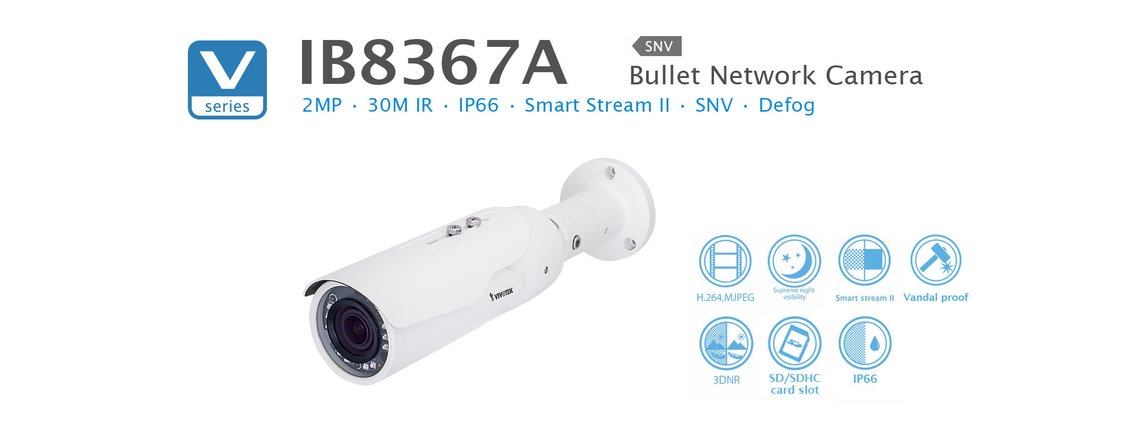 V
series
IB8367A
SNV
Bullet Network Camera
2MP · 30M IR · IP66 · Smart Stream II · SNV · Defog
VIVOTEK
H.264,MJPEG
Supreme night
visibility
Smart stream II
Vandal proof
3DNR
SD/SDHC
card slot
IP66